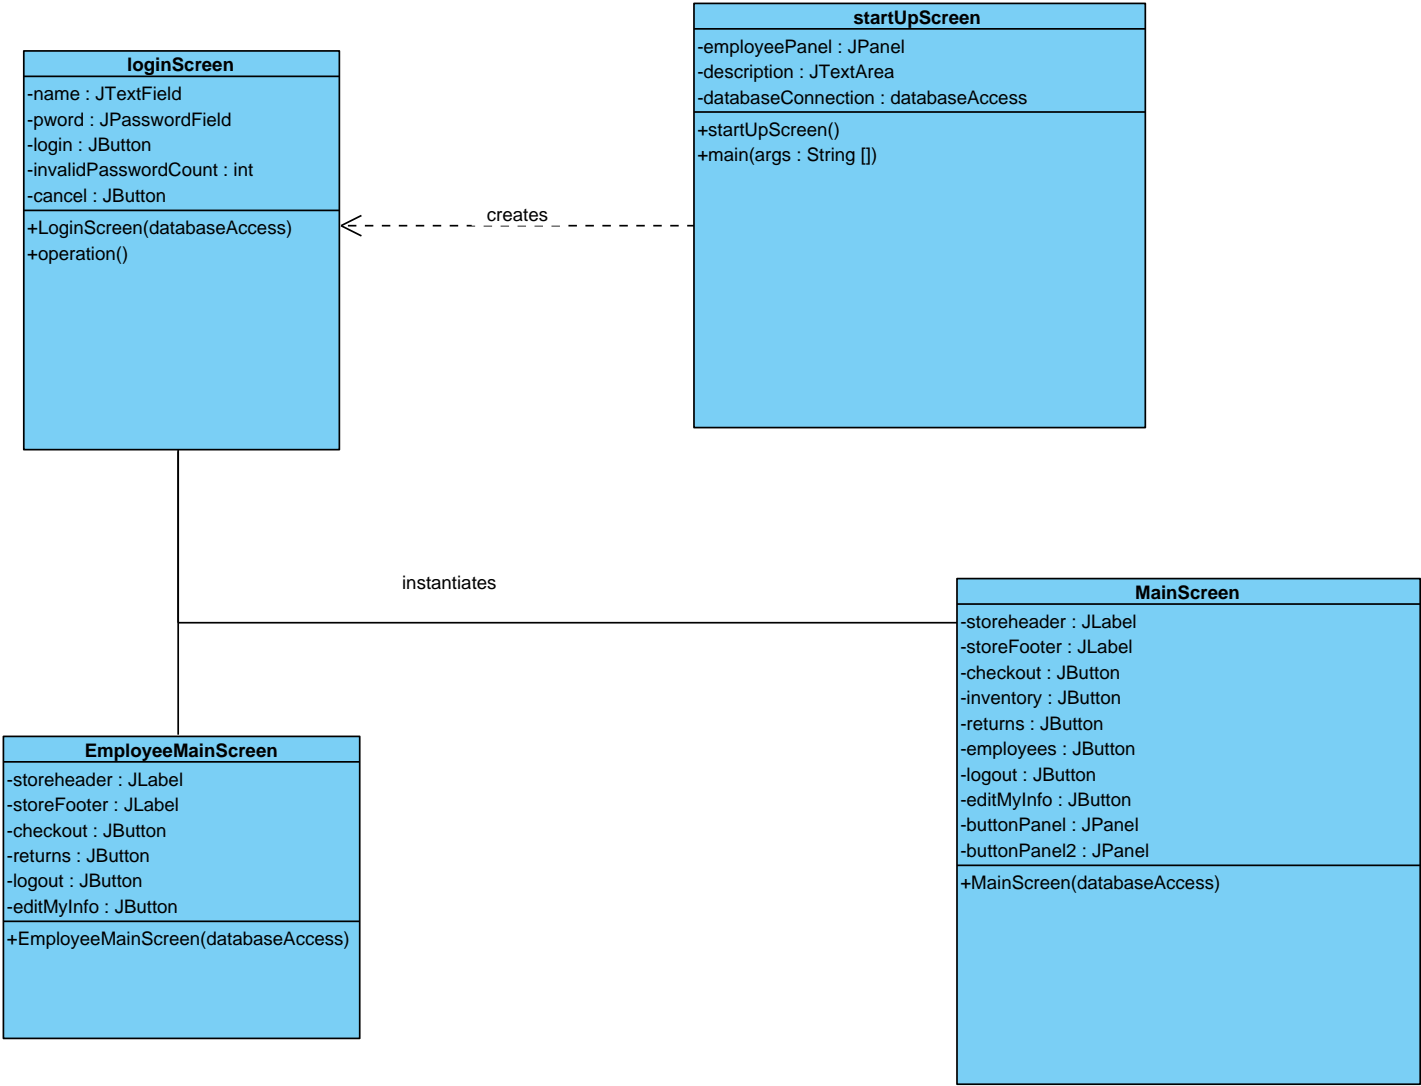 startUpScreen
-employeePanel : JPanel
-description : JTextArea
-databaseConnection : databaseAccess
+startUpScreen()
+main(args : String [])
loginScreen
-name : JTextField
-pword : JPasswordField
-login : JButton
-invalidPasswordCount : int
-cancel : JButton
+LoginScreen(databaseAccess)
+operation()
creates
instantiates
MainScreen
-storeheader : JLabel
-storeFooter : JLabel
-checkout : JButton
-inventory : JButton
-returns : JButton
-employees : JButton
-logout : JButton
-editMyInfo : JButton
-buttonPanel : JPanel
-buttonPanel2 : JPanel
+MainScreen(databaseAccess)
EmployeeMainScreen
-storeheader : JLabel
-storeFooter : JLabel
-checkout : JButton
-returns : JButton
-logout : JButton
-editMyInfo : JButton
+EmployeeMainScreen(databaseAccess)